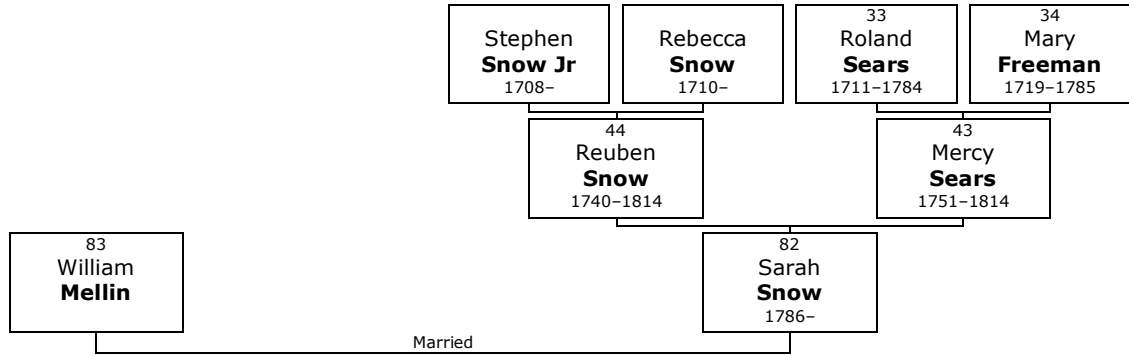 Stephen
Snow Jr
1708–
Rebecca
Snow
1710–
33
Roland
Sears
1711–1784
34
Mary
Freeman
1719–1785
44
Reuben
Snow
1740–1814
43
Mercy
Sears
1751–1814
83
William
Mellin
82
Sarah
Snow
1786–
Married